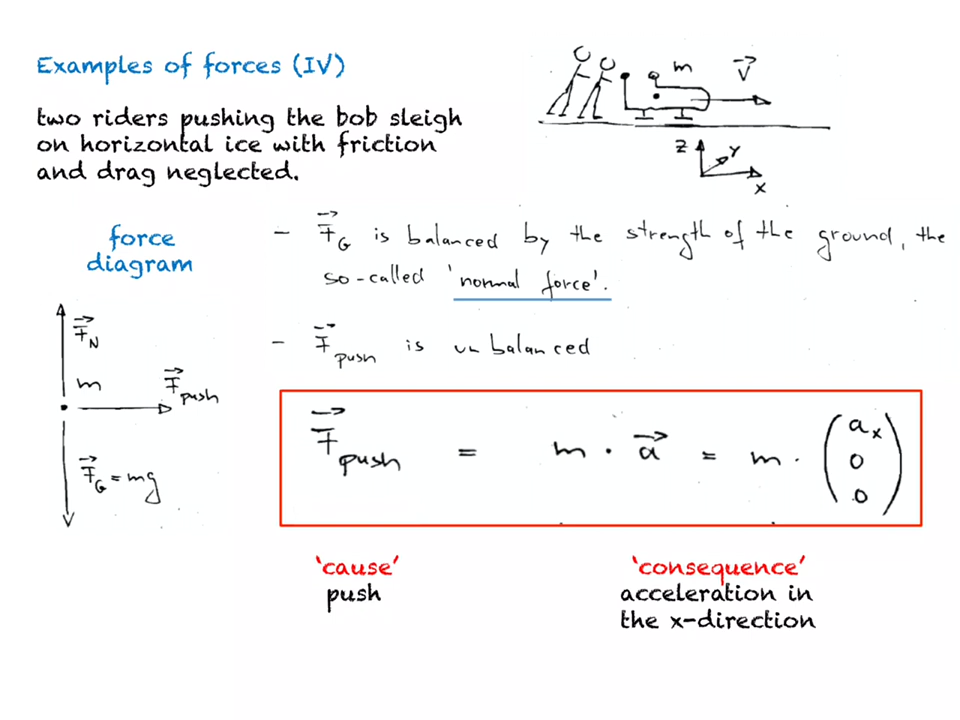 Examples of forces (IV)
two riders pushing the bob sleigh
on horizontal ice with friction
and drag neglected.
m
V
Z
Y
X
force
diagram
F_N
m
F_push
F_G = mg
- F_G is balanced by the strength of the ground, the
so-called 'normal force'.
- F_push is unbalanced
F_push = m · a = m · (a_x 0 0)
'cause'
push
'consequence'
acceleration in
the x-direction